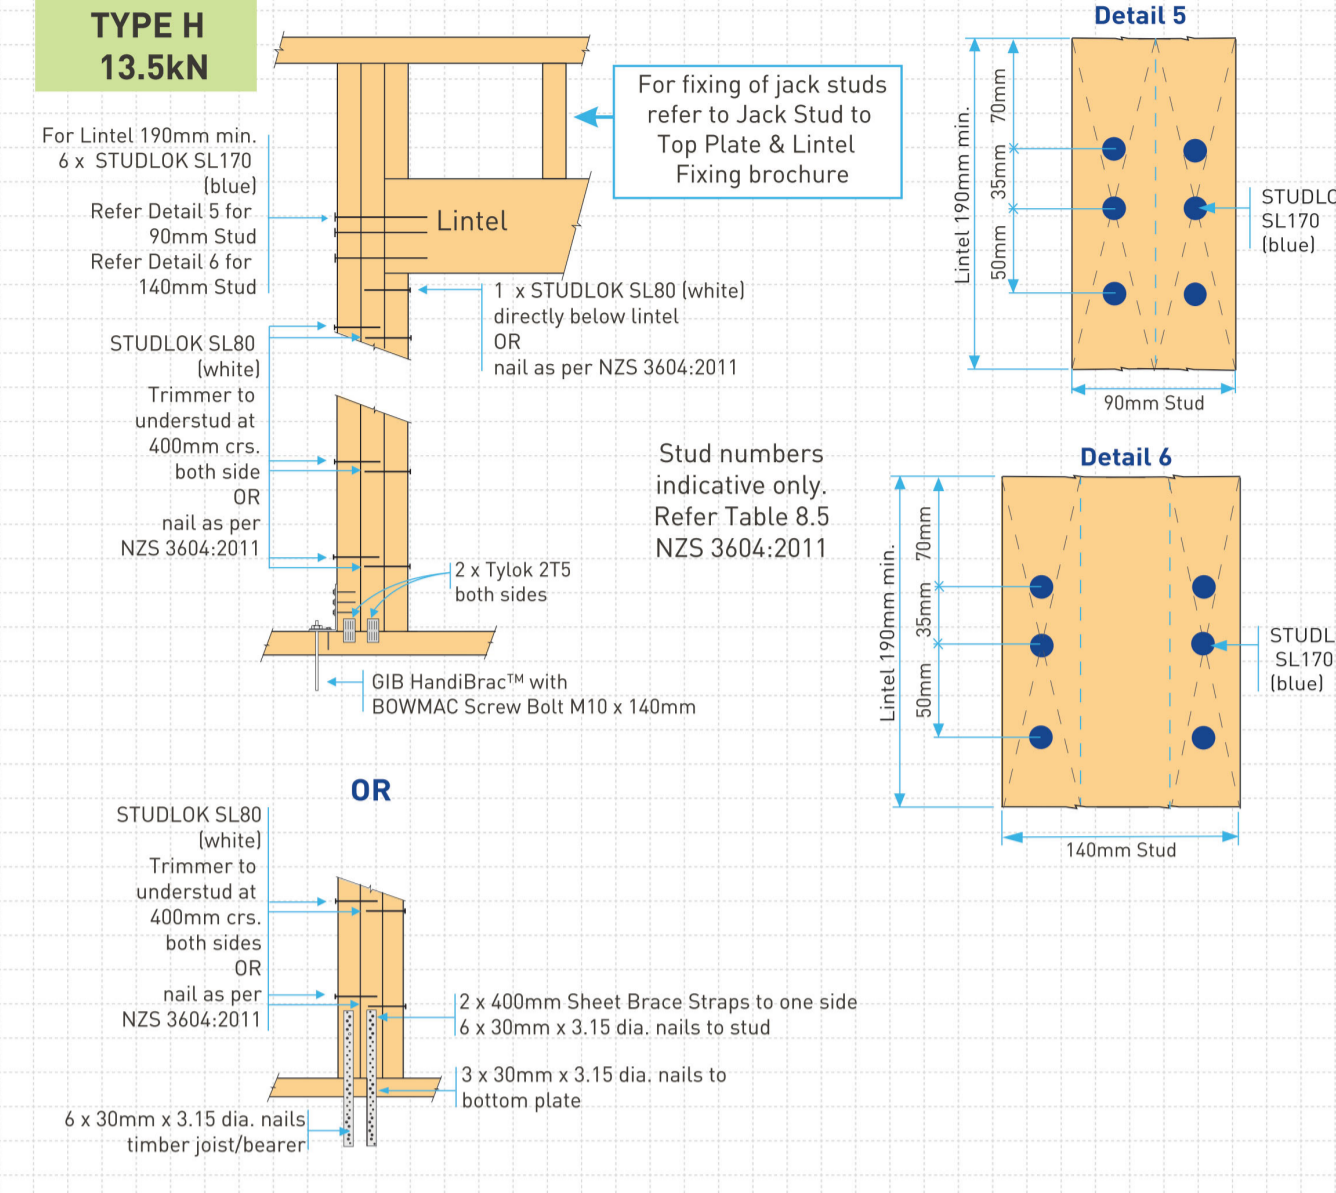 TYPE H
13.5kN
For Lintel 190mm min.
6 x STUDLOK SL170
(blue)
Refer Detail 5 for
90mm Stud
Refer Detail 6 for
140mm Stud
Lintel
For fixing of jack studs
refer to Jack Stud to
Top Plate & Lintel
Fixing brochure
1 x STUDLOK SL80 (white)
directly below lintel
OR
nail as per NZS 3604:2011
STUDLOK SL80
(white)
Trimmer to
understud at
400mm crs.
both side
OR
nail as per
NZS 3604:2011
2 x Tylok 2T5
both sides
GIB HandiBrac™ with
BOWMAC Screw Bolt M10 x 140mm
Stud numbers
indicative only.
Refer Table 8.5
NZS 3604:2011
OR
STUDLOK SL80
(white)
Trimmer to
understud at
400mm crs.
both sides
OR
nail as per
NZS 3604:2011
2 x 400mm Sheet Brace Straps to one side
6 x 30mm x 3.15 dia. nails to stud
3 x 30mm x 3.15 dia. nails to
bottom plate
6 x 30mm x 3.15 dia. nails
timber joist/bearer
Detail 5
Lintel 190mm min.
70mm
35mm
50mm
STUDLO
SL170
(blue)
90mm Stud
Detail 6
Lintel 190mm min.
70mm
35mm
50mm
STUDL
SL170
(blue)
140mm Stud